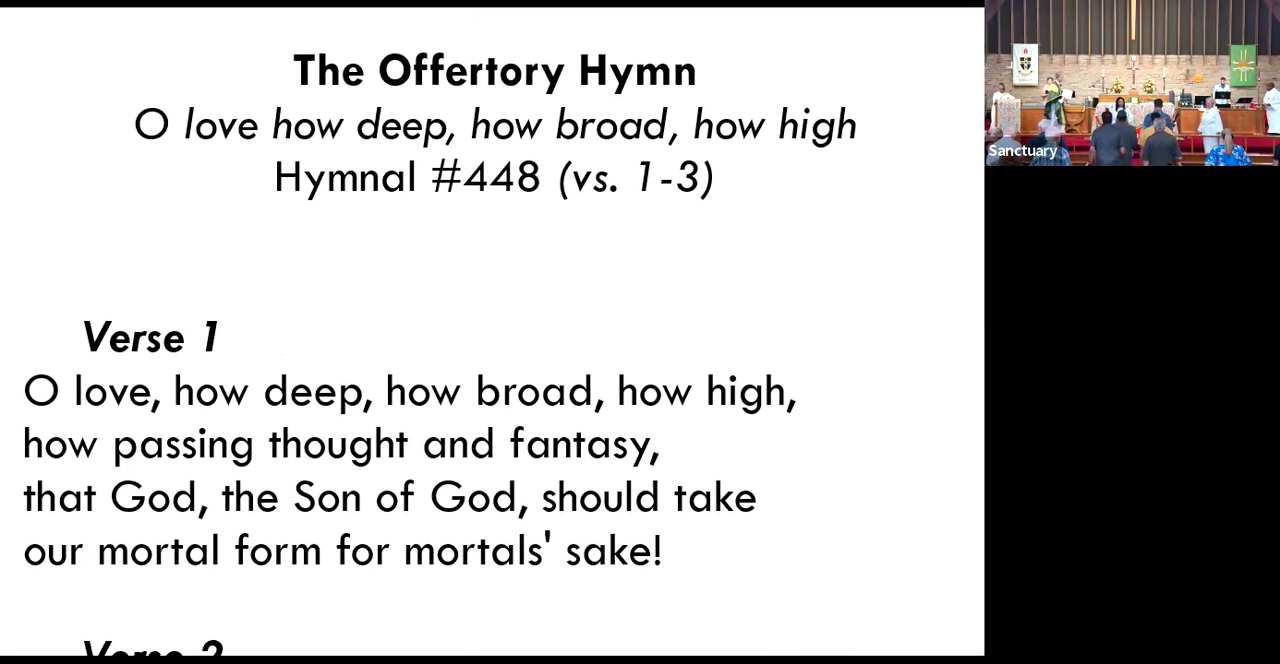 The Offertory Hymn
O love how deep, how broad, how high
Hymnal #448 (vs. 1-3)
Verse 1
O love, how deep, how broad, how high,
how passing thought and fantasy,
that God, the Son of God, should take
our mortal form for mortals' sake!
Verse 2
Sanctuary